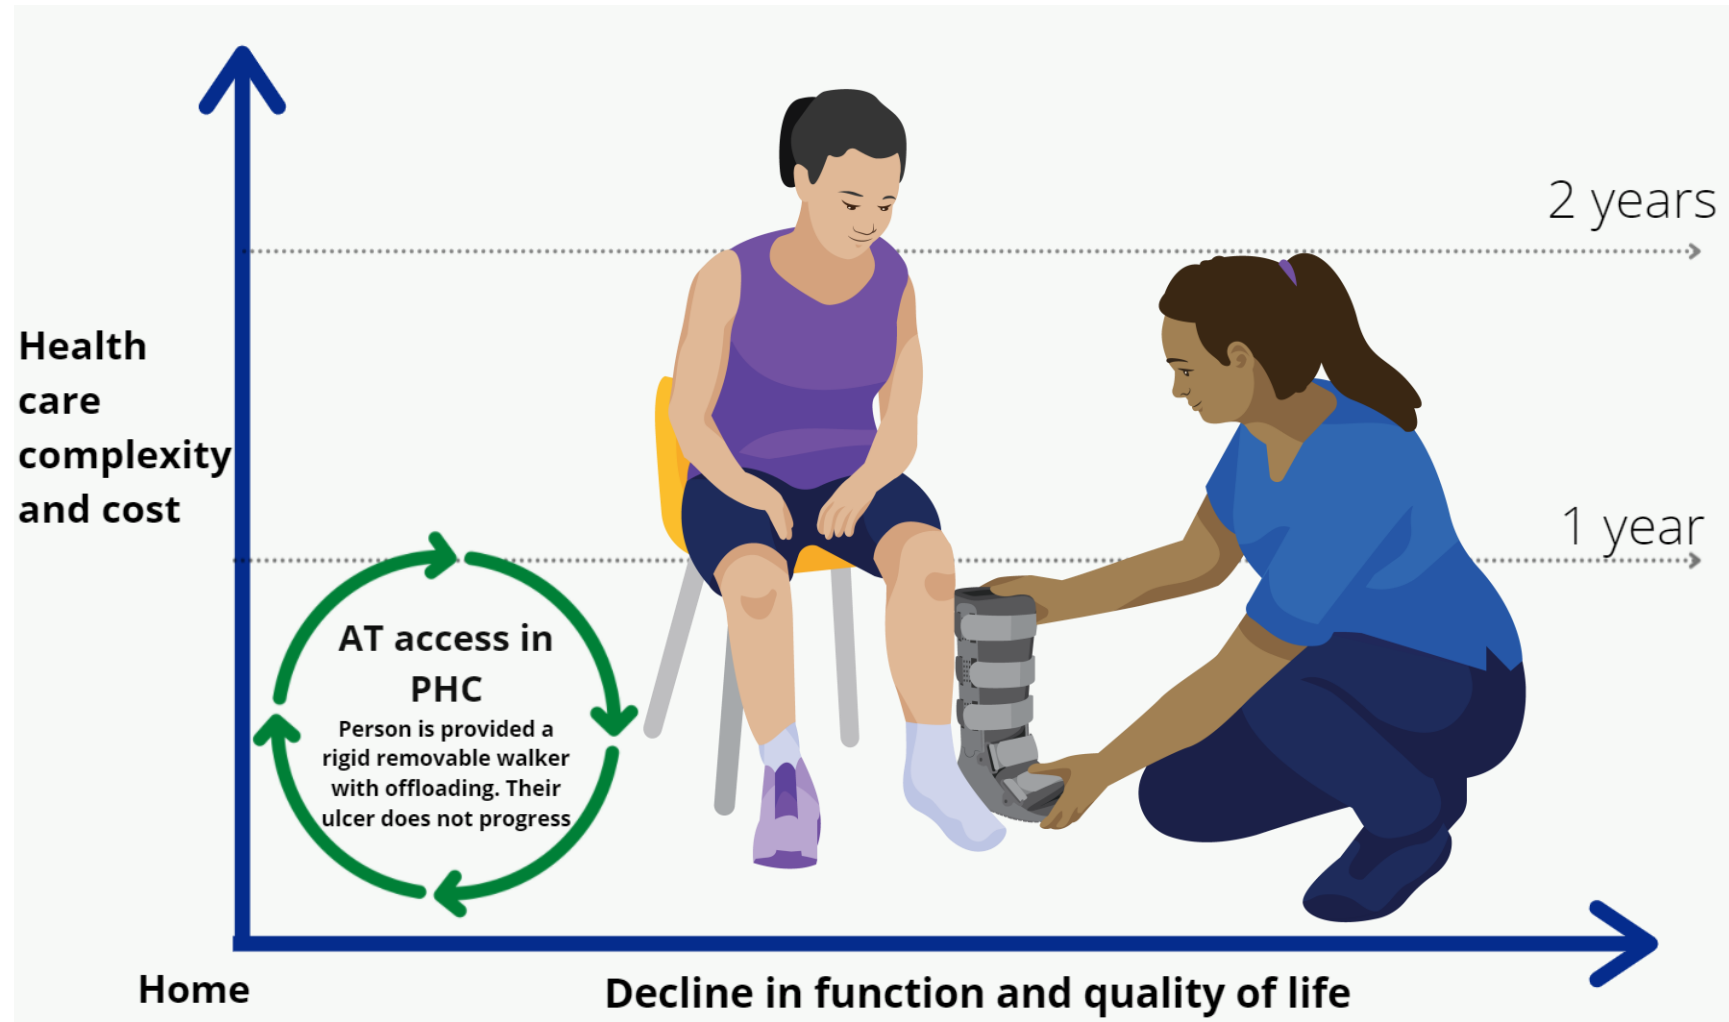 2 years
Health
care
complexity
and cost
1 year
AT access in
PHC
Person is provided a
rigid removable walker
with offloading. Their
ulcer does not progress
Home
Decline in function and quality of life